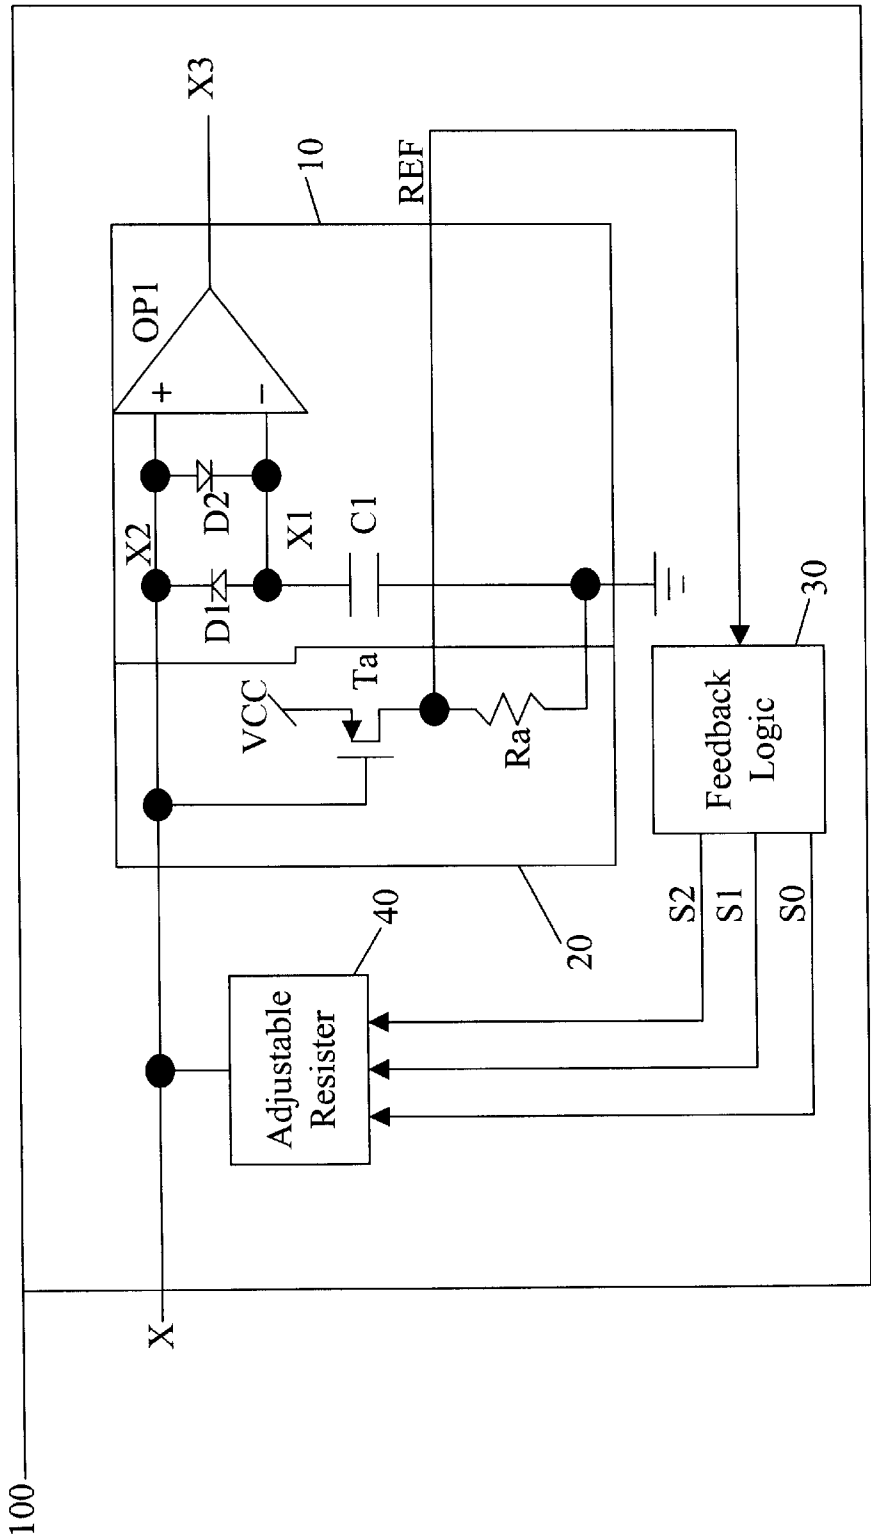 100
X
X2
X1
X3
OP1
+
−
D1
D2
C1
10
REF
VCC
Ta
Ra
20
40
Adjustable
Resister
S2
S1
S0
Feedback
Logic
30